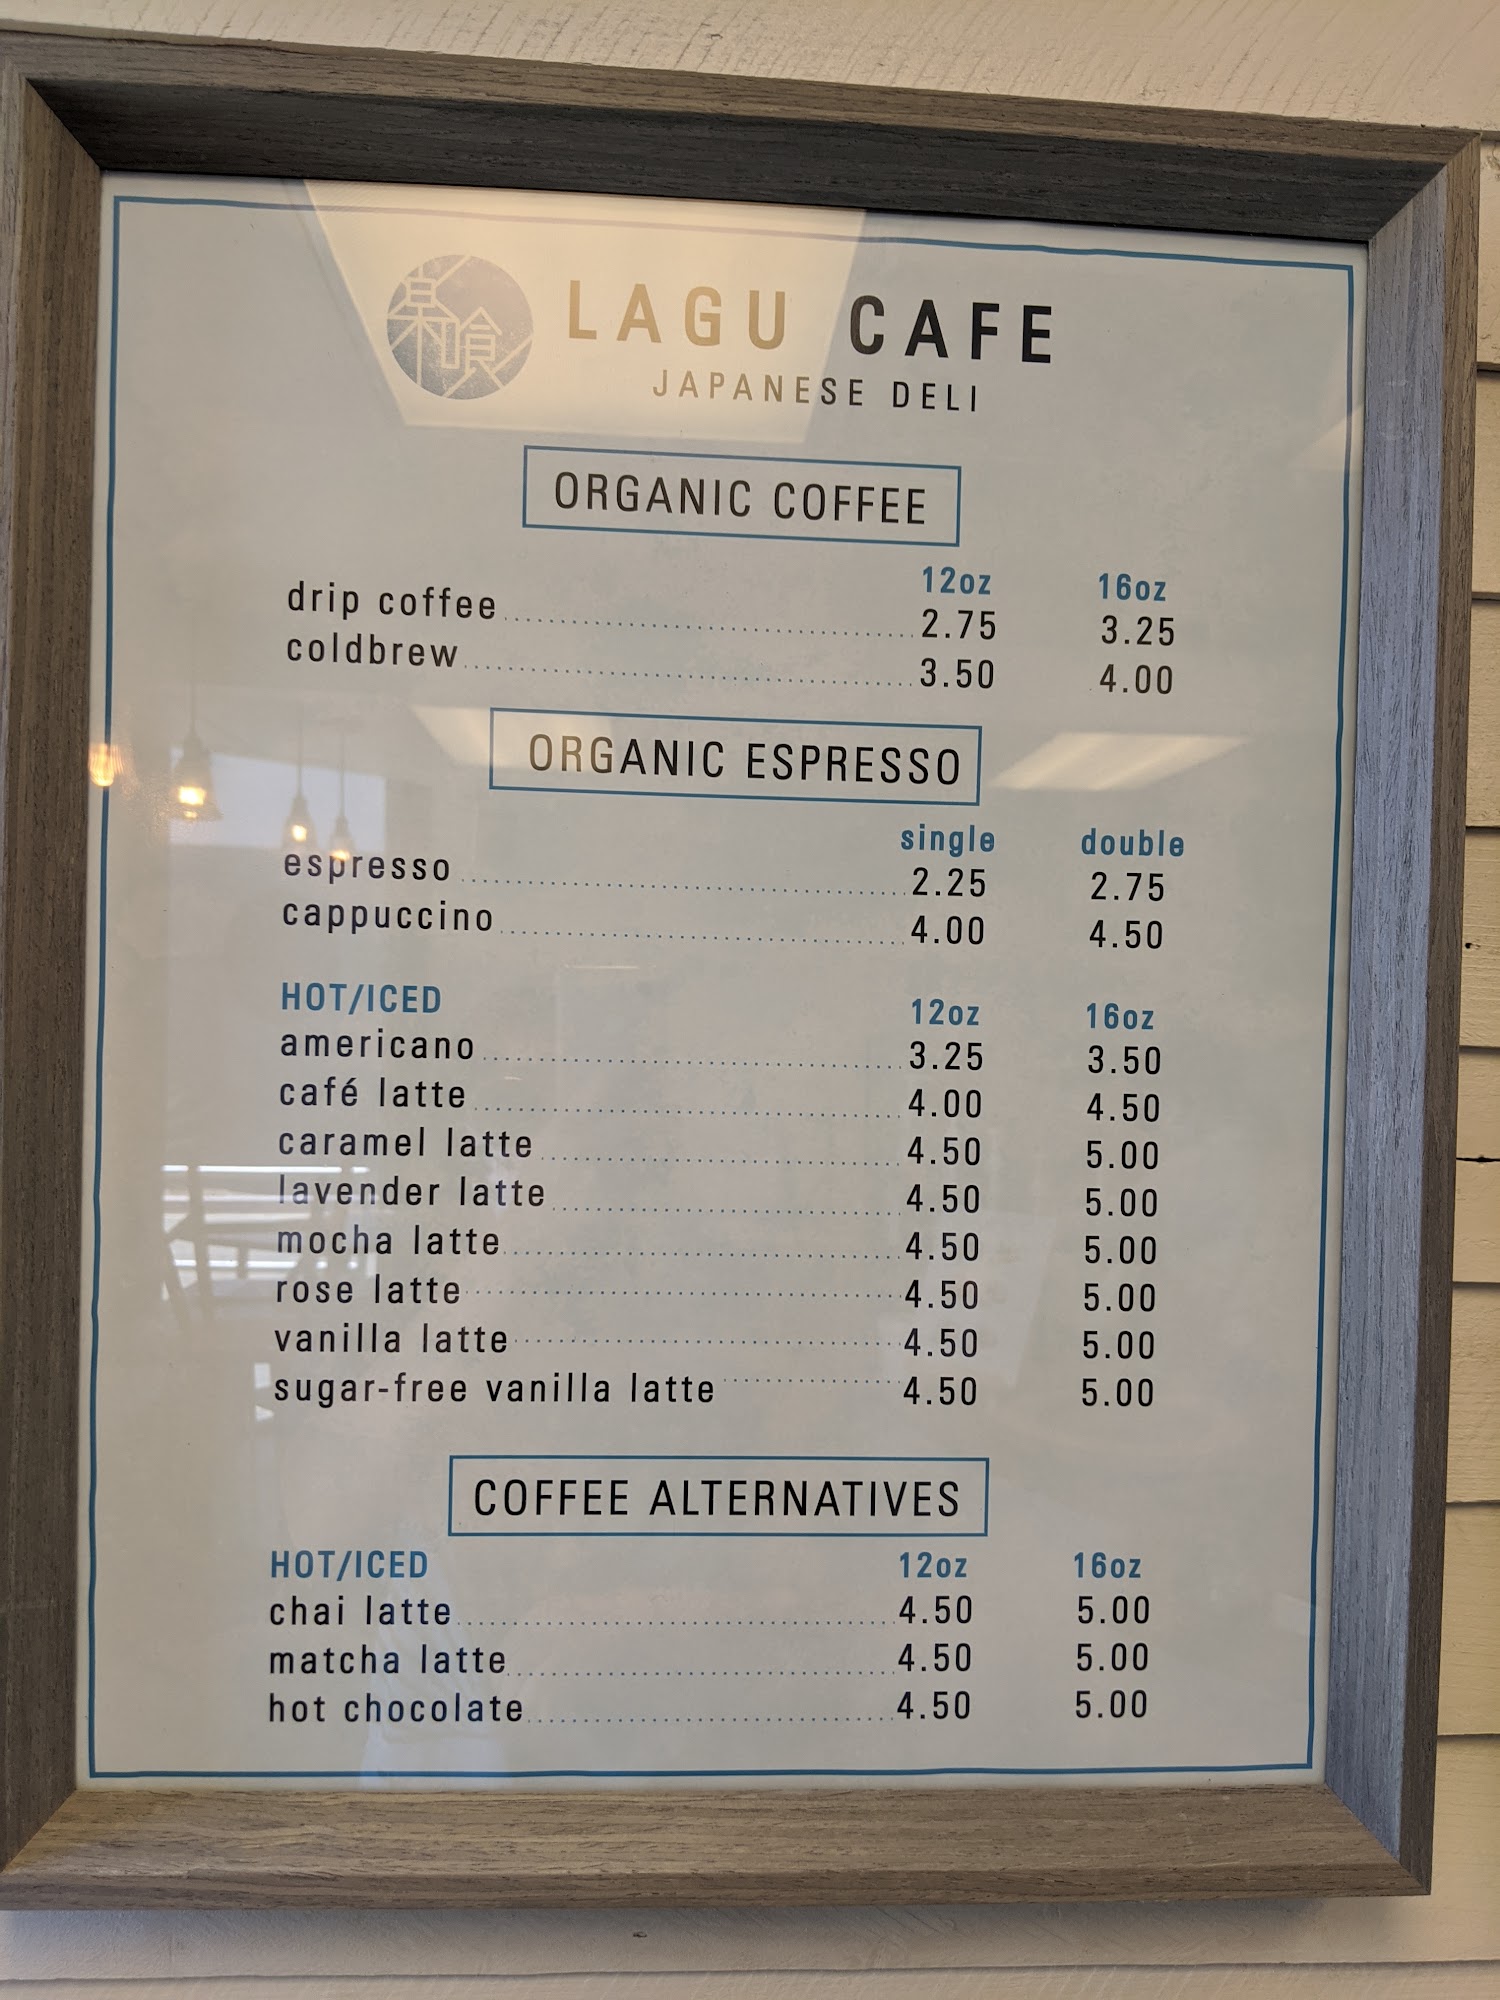 楽喰
LAGU CAFE
JAPANESE DELI
ORGANIC COFFEE
12oz 16oz
drip coffee 2.75 3.25
coldbrew 3.50 4.00
ORGANIC ESPRESSO
single double
espresso 2.25 2.75
cappuccino 4.00 4.50
HOT/ICED 12oz 16oz
americano 3.25 3.50
café latte 4.00 4.50
caramel latte 4.50 5.00
lavender latte 4.50 5.00
mocha latte 4.50 5.00
rose latte 4.50 5.00
vanilla latte 4.50 5.00
sugar-free vanilla latte 4.50 5.00
COFFEE ALTERNATIVES
HOT/ICED 12oz 16oz
chai latte 4.50 5.00
matcha latte 4.50 5.00
hot chocolate 4.50 5.00